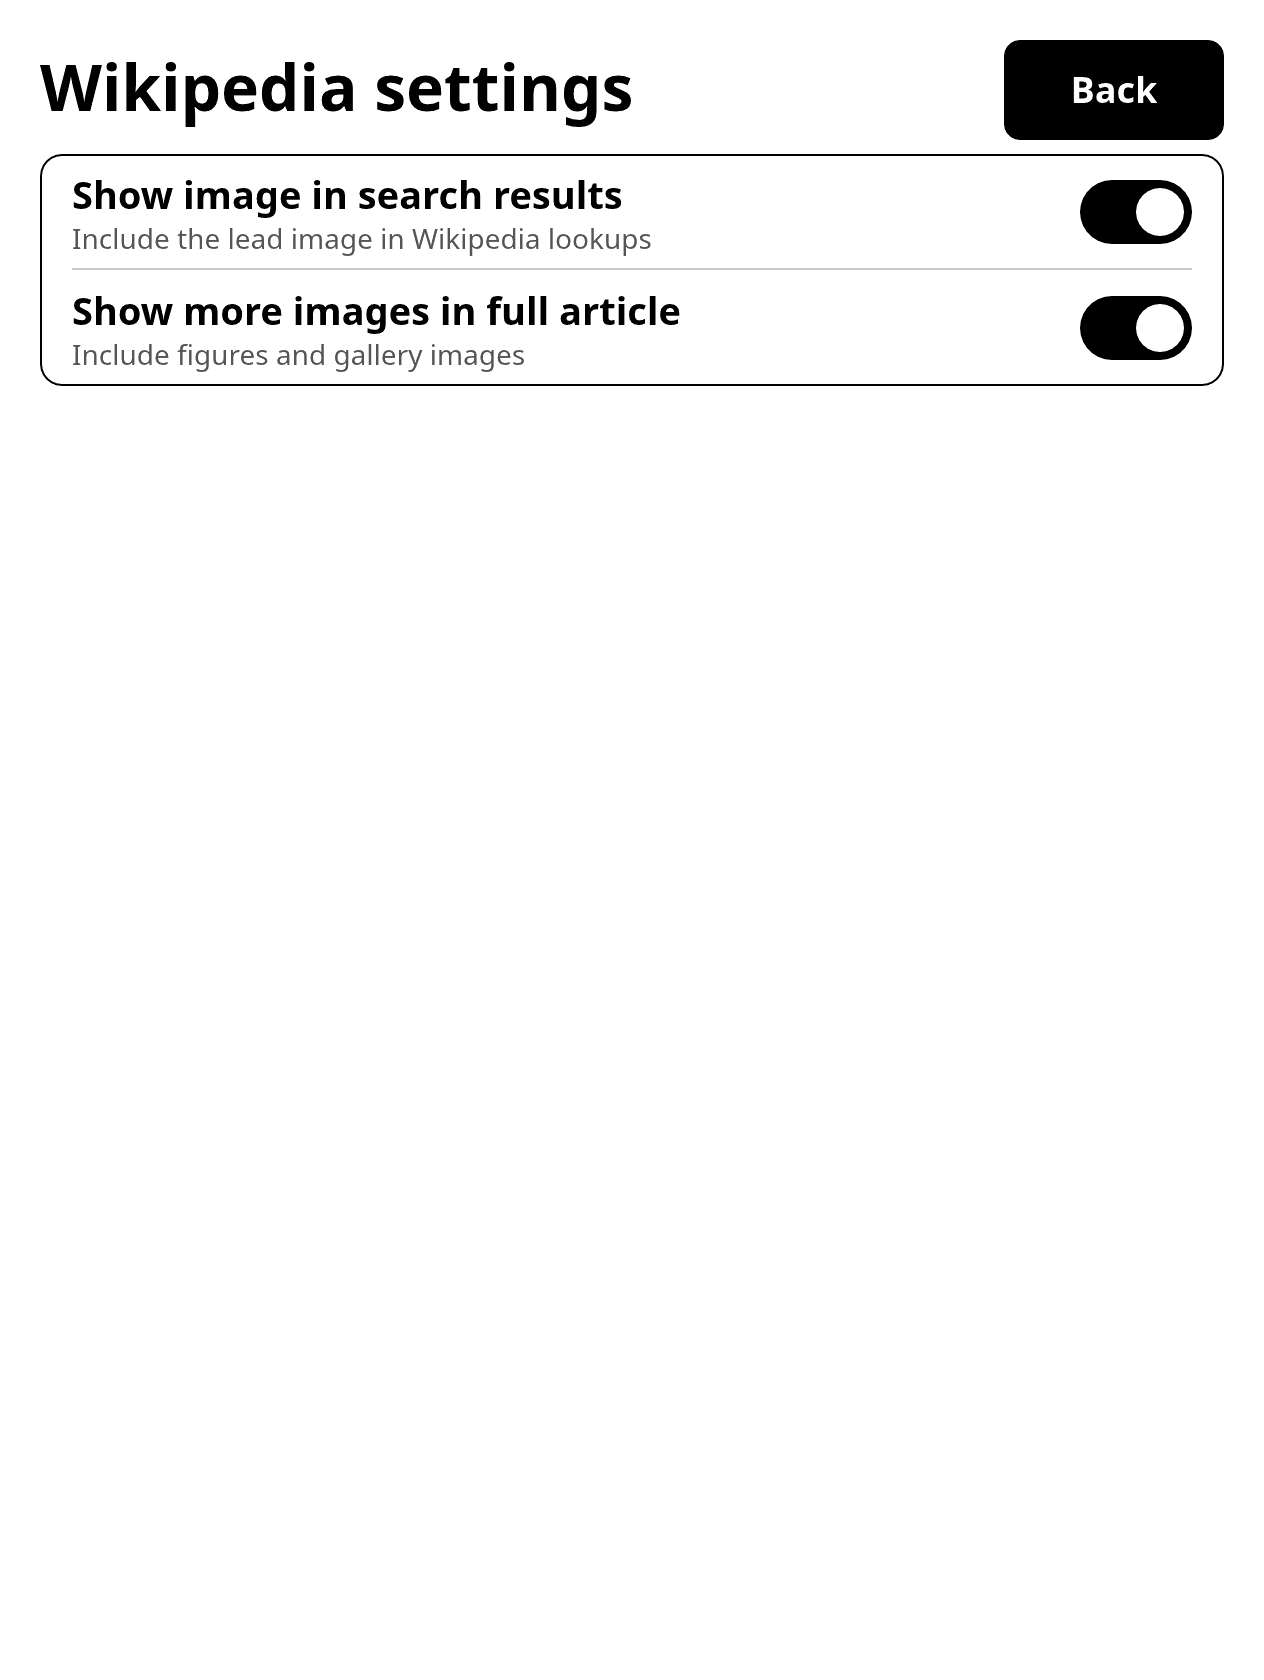 Wikipedia settings
Back
Show image in search results
Include the lead image in Wikipedia lookups
Show more images in full article
Include figures and gallery images